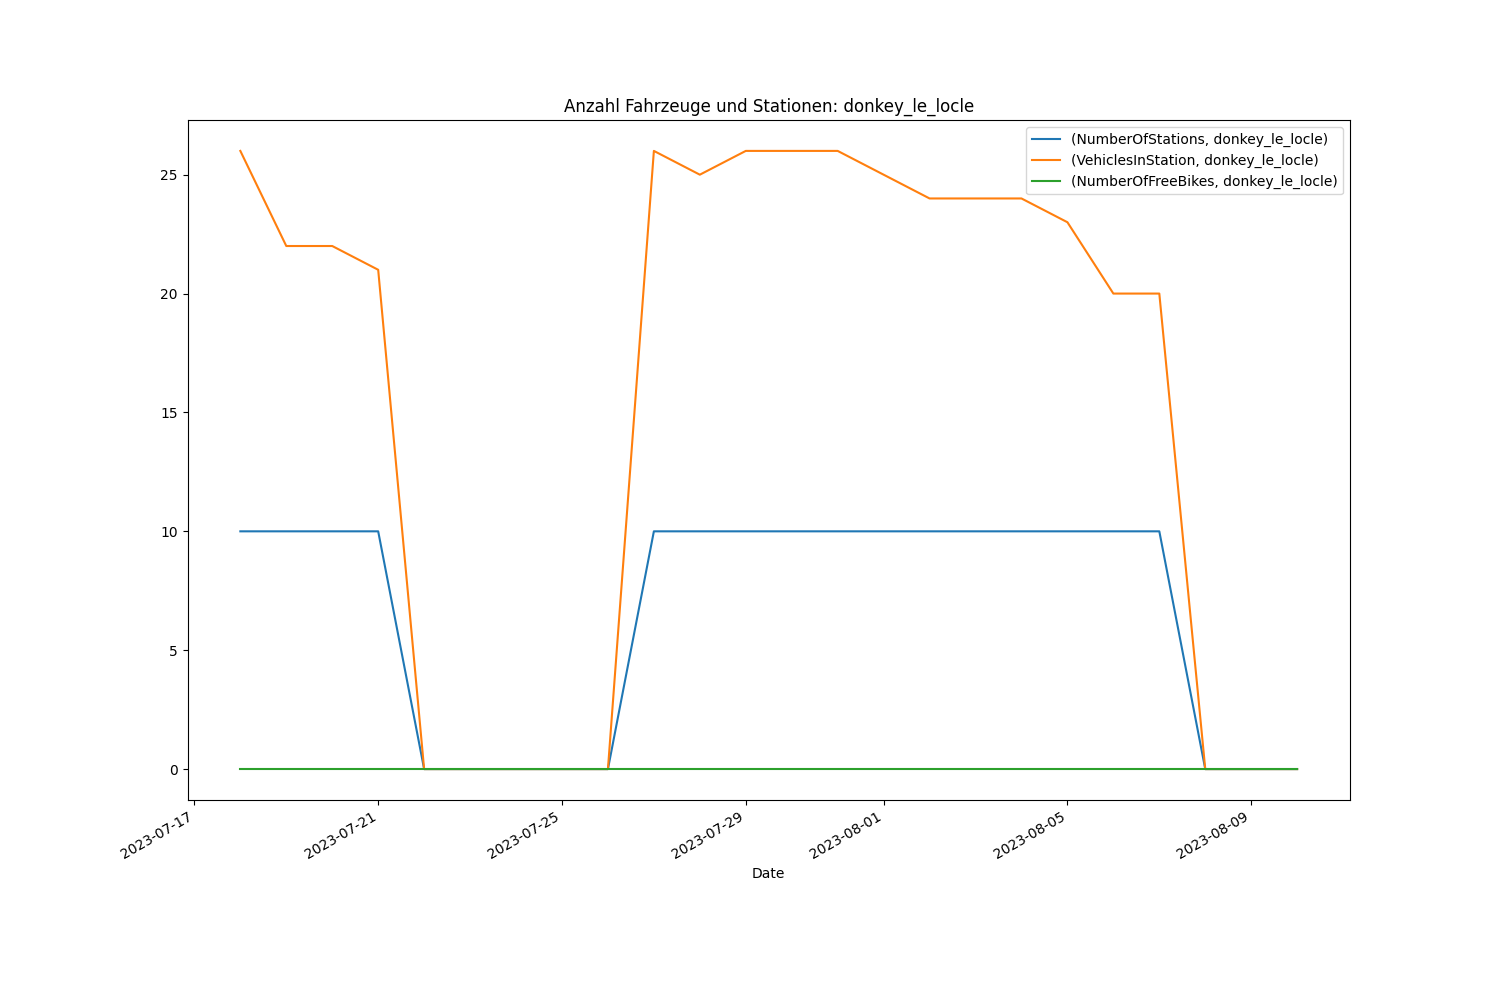 Anzahl Fahrzeuge und Stationen: donkey_le_locle
(NumberOfStations, donkey_le_locle)
(VehiclesInStation, donkey_le_locle)
(NumberOfFreeBikes, donkey_le_locle)
25
20
15
10
5
0
2023-07-17
2023-07-21
2023-07-25
2023-07-29
2023-08-01
2023-08-05
2023-08-09
Date